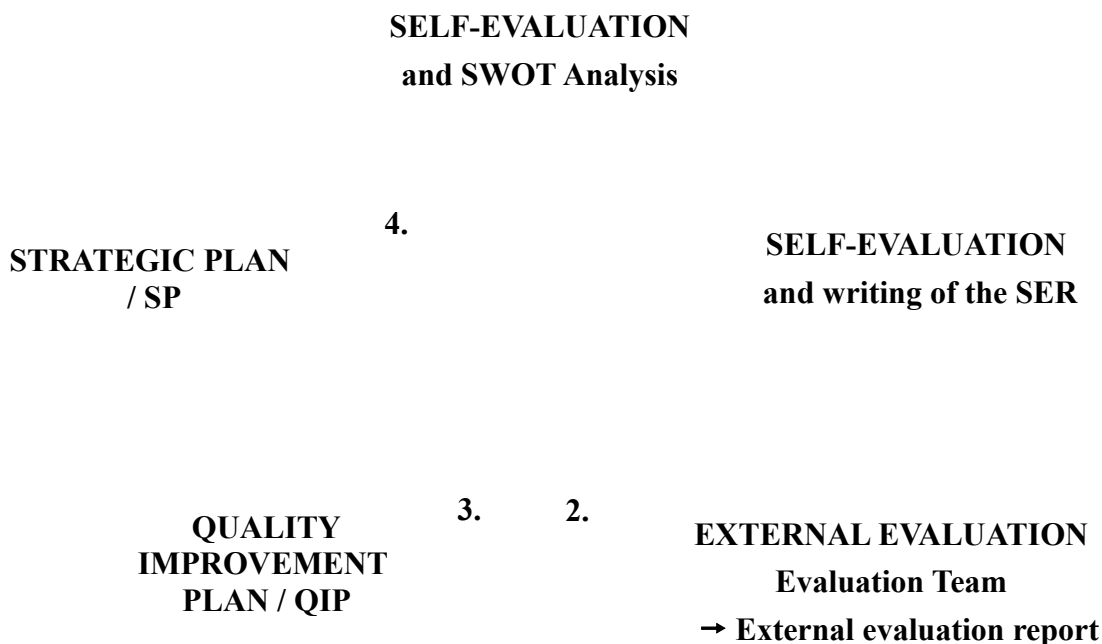 SELF-EVALUATION
and SWOT Analysis
4.
STRATEGIC PLAN
/ SP
SELF-EVALUATION
and writing of the SER
3.
2.
QUALITY
IMPROVEMENT
PLAN / QIP
EXTERNAL EVALUATION
Evaluation Team
→ External evaluation report